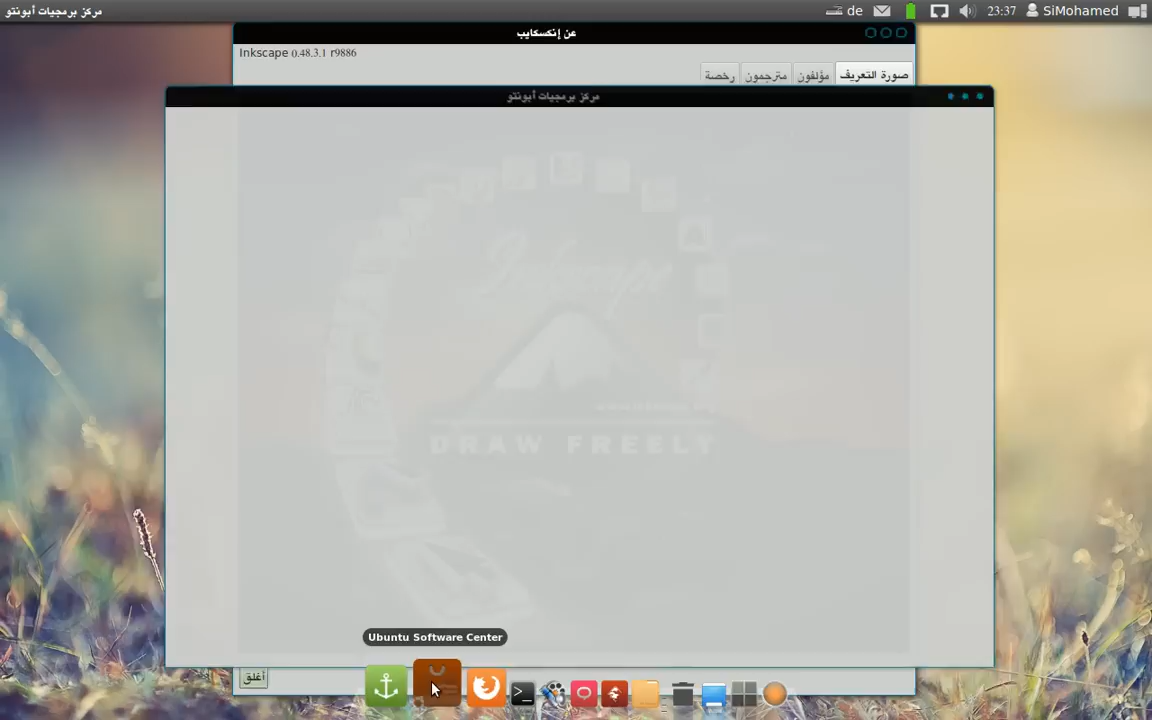 مركز برمجيات أبونتو
de
23:37
SiMohamed
عن إنكسكايب
Inkscape 0.48.3.1 r9886
صورة التعريف
مؤلفون
مترجمون
رخصة
مركز برمجيات أبونتو
Inkscape
DRAW FREELY
Ubuntu Software Center
أغلق